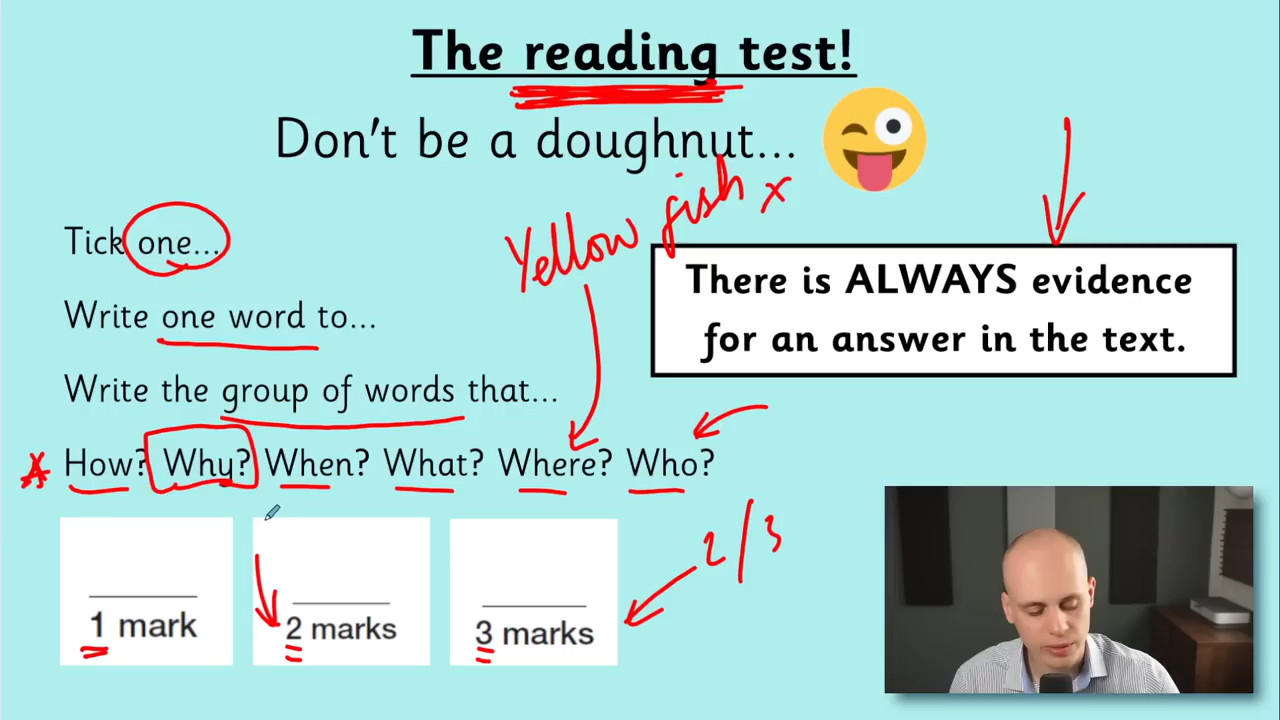 The reading test!
Don't be a doughnut...
Yellow fish x
Tick one...
Write one word to...
Write the group of words that...
How? Why? When? What? Where? Who?
There is ALWAYS evidence
for an answer in the text.
1 mark
2 marks
3 marks
2/3